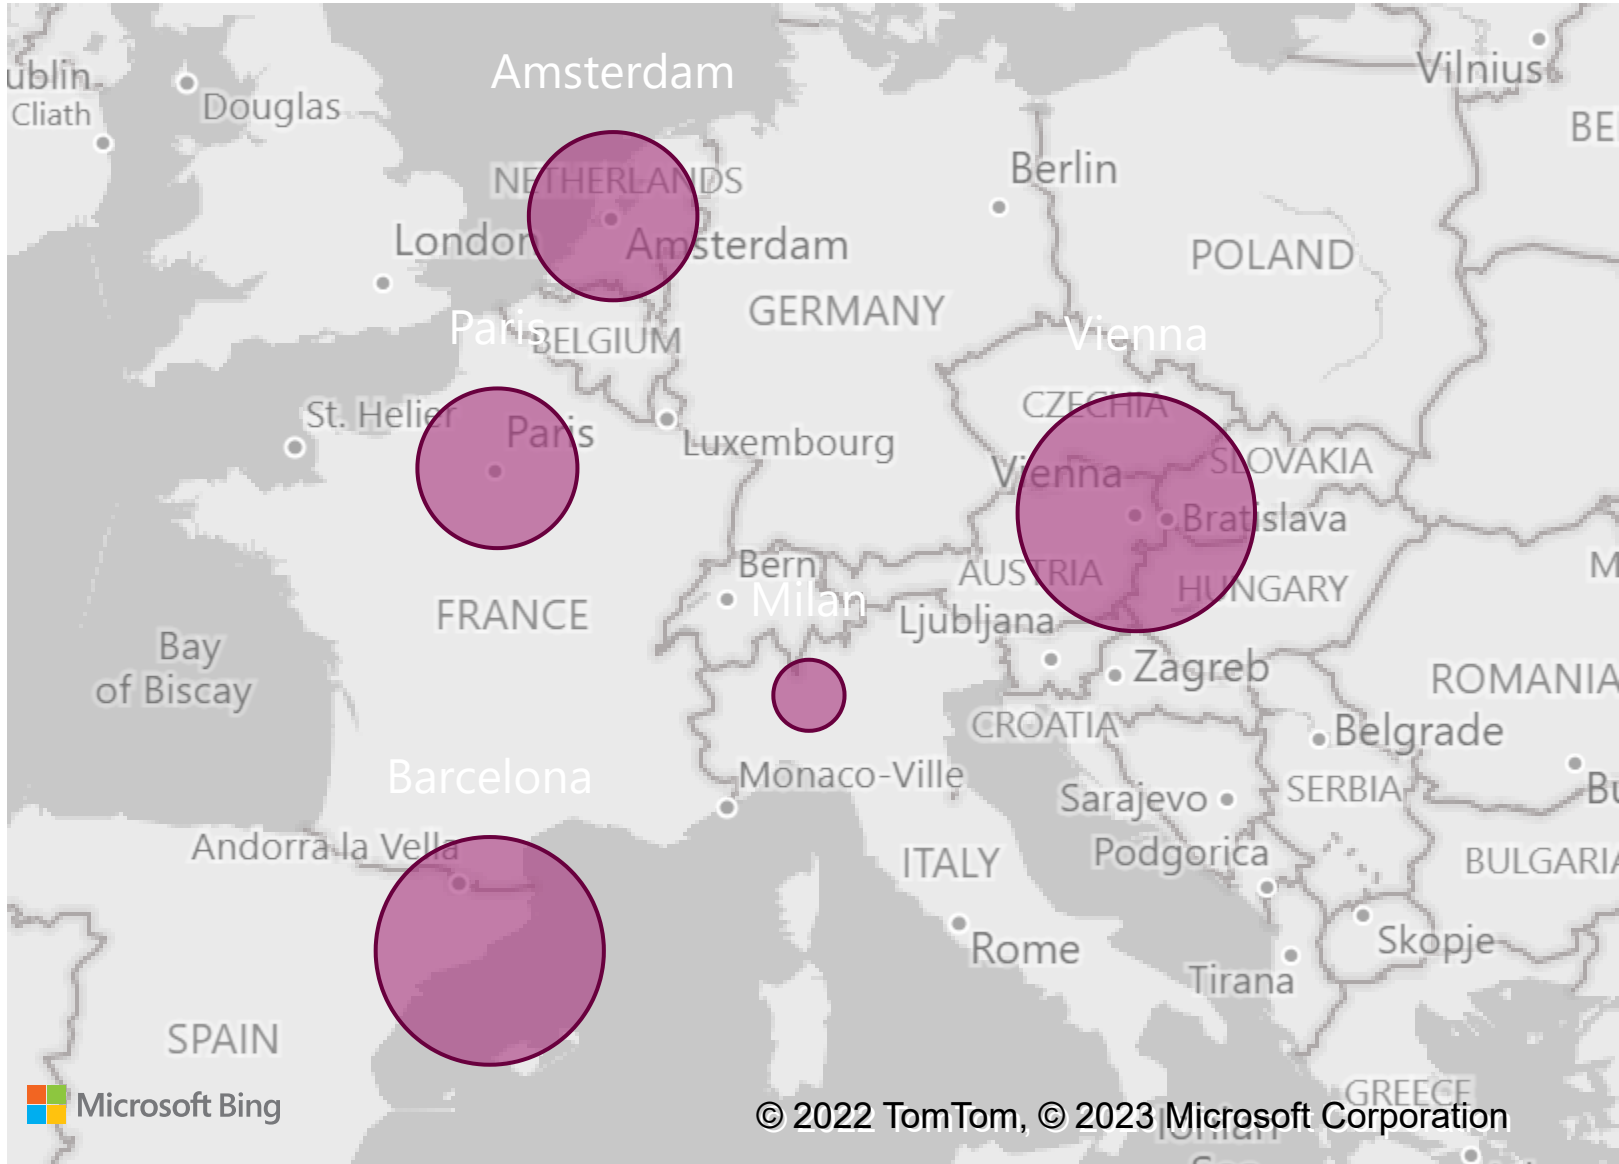 Vilnius
ublin
Amsterdam
Cliath
Douglas
BE
Berlin
NETHERLANDS
London
Amsterdam
POLAND
GERMANY
Paris
BELGIUM
Vienna
CZECHIA
St. Helier
Paris
Luxembourg
SLOVAKIA
Vienna
Bratislava
Bern
AUSTRIA
M
HUNGARY
Milan
FRANCE
Ljubljana
Bay
of Biscay
Zagreb
ROMANIA
CROATIA
Belgrade
Barcelona
Monaco-Ville
SERBIA
Bu
Sarajevo
Andorra la Vella
Podgorica
ITALY
BULGARIA
Rome
Skopje
Tirana
SPAIN
GREECE
Microsoft Bing
© 2022 TomTom, © 2023 Microsoft Corporation
Ionian